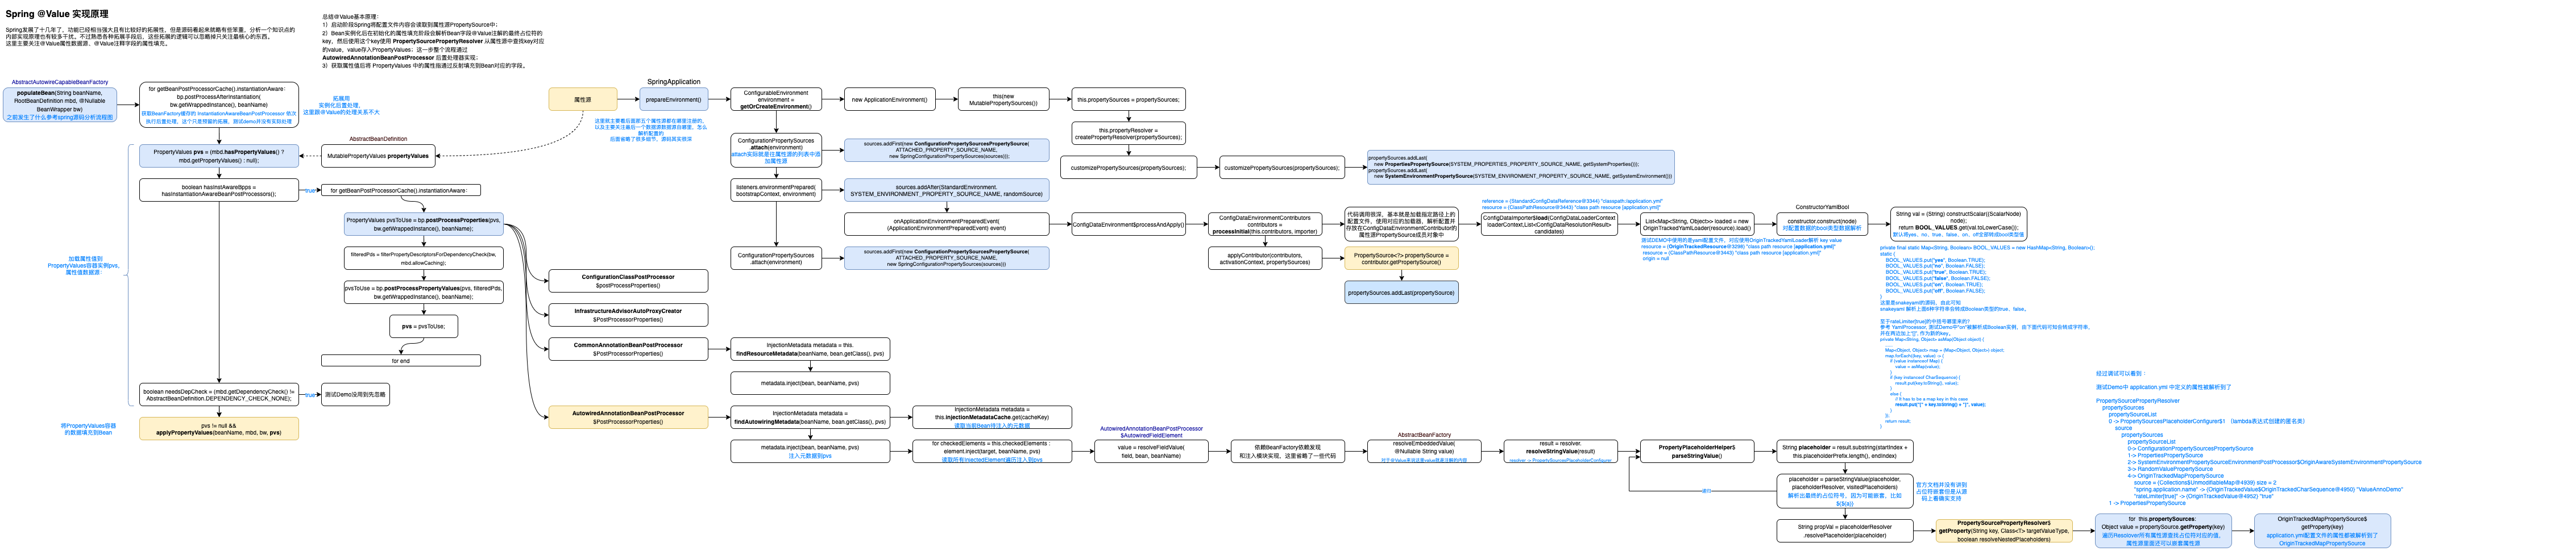 Spring @Value 实现原理
Spring发展了十几年了，功能已经相当强大且有比较好的拓展性，但是源码看起来就略有些笨重，分析一个知识点的
内部实现原理也有较多干扰。不过熟悉各种拓展手段后，这些拓展的逻辑可以忽略掉只关注最核心的东西。
这里主要关注@Value属性数据源、@Value注释字段的属性填充。
总结@Value基本原理：
1）启动阶段Spring将配置文件内容会读取到属性源PropertySource中；
2）Bean实例化后在初始化的属性填充阶段会解析Bean字段@Value注解的最终占位符的
key，然后使用这个key使用 PropertySourcePropertyResolver 从属性源中查找key对应
的value，value存入PropertyValues；这一步整个流程通过
AutowiredAnnotationBeanPostProcessor 后置处理器实现；
3）获取属性值后将 PropertyValues 中的属性指通过反射填充到Bean对应的字段。
AbstractAutowireCapableBeanFactory
populateBean(String beanName,
RootBeanDefinition mbd, @Nullable
BeanWrapper bw)
之前发生了什么参考spring源码分析流程图
for getBeanPostProcessorCache().instantiationAware:
bp.postProcessAfterInstantiation(
bw.getWrappedInstance(), beanName)
获取BeanFactory缓存的 InstantiationAwareBeanPostProcessor 依次
执行后置处理，这个只是预留的拓展，测试demo并没有实际处理
拓展用
实例化后置处理，
这里跟@Value的处理关系不大
AbstractBeanDefinition
PropertyValues pvs = (mbd.hasPropertyValues() ?
mbd.getPropertyValues() : null);
MutablePropertyValues propertyValues
boolean hasInstAwareBpps =
hasInstantiationAwareBeanPostProcessors();
true
for getBeanPostProcessorCache().instantiationAware:
PropertyValues pvsToUse = bp.postProcessProperties(pvs,
bw.getWrappedInstance(), beanName);
filteredPds = filterPropertyDescriptorsForDependencyCheck(bw,
mbd.allowCaching);
pvsToUse = bp.postProcessPropertyValues(pvs, filteredPds,
bw.getWrappedInstance(), beanName);
pvs = pvsToUse;
for end
加载属性值到
PropertyValues容器实例pvs,
属性值数据源：
boolean needsDepCheck = (mbd.getDependencyCheck() !=
AbstractBeanDefinition.DEPENDENCY_CHECK_NONE);
true
测试Demo没用到先忽略
将PropertyValues容器
的数据填充到Bean
pvs != null &&
applyPropertyValues(beanName, mbd, bw, pvs)
属性源
SpringApplication
prepareEnvironment()
这里就主要看后面那五个属性源都在哪里注册的，
以及主要关注最后一个数据源数据源自哪里、怎么
解析配置的
后面省略了很多细节，源码其实很深
ConfigurableEnvironment
environment =
getOrCreateEnvironment()
new ApplicationEnvironment()
this(new
MutablePropertySources())
this.propertySources = propertySources;
this.propertyResolver =
createPropertyResolver(propertySources);
customizePropertySources(propertySources);
customizePropertySources(propertySources);
propertySources.addLast(
new PropertiesPropertySource(SYSTEM_PROPERTIES_PROPERTY_SOURCE_NAME, getSystemProperties()));
propertySources.addLast(
new SystemEnvironmentPropertySource(SYSTEM_ENVIRONMENT_PROPERTY_SOURCE_NAME, getSystemEnvironment()))
ConfigurationPropertySources
attach(environment)
attach实际就是往属性源的列表中添
加属性源
sources.addFirst(new ConfigurationPropertySourcesPropertySource(
ATTACHED_PROPERTY_SOURCE_NAME,
new SpringConfigurationPropertySources(sources)));
listeners.environmentPrepared(
bootstrapContext, environment)
sources.addAfter(StandardEnvironment.
SYSTEM_ENVIRONMENT_PROPERTY_SOURCE_NAME, randomSource)
onApplicationEnvironmentPreparedEvent(
(ApplicationEnvironmentPreparedEvent) event)
ConfigDataEnvironment$processAndApply()
ConfigDataEnvironmentContributors
contributors =
processInitial(this.contributors, importer)
代码调用很深，基本就是加载指定路径上的
配置文件，使用对应的加载器，解析配置并
存放在ConfigDataEnvironmentContributor的
属性源PropertySource成员对象中
reference = {StandardConfigDataReference@3344} "classpath:/application.yml"
resource = {ClassPathResource@3443} "class path resource [application.yml]"
ConfigDataImporter$load(ConfigDataLoaderContext
loaderContext,List<ConfigDataResolutionResult>
candidates)
List<Map<String, Object>> loaded = new
OriginTrackedYamlLoader(resource).load()
测试DEMO中使用的是yaml配置文件，对应使用OriginTrackedYamlLoader解析 key value
resource = {OriginTrackedResource@3298} "class path resource [application.yml]"
resource = {ClassPathResource@3443} "class path resource [application.yml]"
origin = null
ConstructorYamlBool
constructor.construct(node)
对配置数据的bool类型数据解析
String val = (String) constructScalar((ScalarNode)
node);
return BOOL_VALUES.get(val.toLowerCase());
默认将yes、no、true、false、on、off全部转成bool类型值
private final static Map<String, Boolean> BOOL_VALUES = new HashMap<String, Boolean>();
static {
BOOL_VALUES.put("yes", Boolean.TRUE);
BOOL_VALUES.put("no", Boolean.FALSE);
BOOL_VALUES.put("true", Boolean.TRUE);
BOOL_VALUES.put("false", Boolean.FALSE);
BOOL_VALUES.put("on", Boolean.TRUE);
BOOL_VALUES.put("off", Boolean.FALSE);
}
这里是snakeyaml的源码，由此可知
snakeyaml 解析上面6种字符串会转成Boolean类型的true、false。
至于rateLimiter[true]的中括号哪里来的?
参考 YamlProcessor, 测试Demo中"on"被解析成Boolean实例，由下面代码可知会转成字符串,
并在两边加上"[]", 作为新的key。
private Map<String, Object> asMap(Object object) {
...
Map<Object, Object> map = (Map<Object, Object>) object;
map.forEach((key, value) -> {
if (value instanceof Map) {
value = asMap(value);
}
if (key instanceof CharSequence) {
result.put(key.toString(), value);
}
else {
// It has to be a map key in this case
result.put("[" + key.toString() + "]", value);
}
});
return result;
}
applyContributor(contributors,
activationContext, propertySources)
PropertySource<?> propertySource =
contributor.getPropertySource()
propertySources.addLast(propertySource)
ConfigurationPropertySources
.attach(environment)
sources.addFirst(new ConfigurationPropertySourcesPropertySource(
ATTACHED_PROPERTY_SOURCE_NAME,
new SpringConfigurationPropertySources(sources)))
ConfigurationClassPostProcessor
$postProcessProperties()
InfrastructureAdvisorAutoProxyCreator
$PostProcessorProperties()
CommonAnnotationBeanPostProcessor
$PostProcessorProperties()
InjectionMetadata metadata = this.
findResourceMetadata(beanName, bean.getClass(), pvs)
metadata.inject(bean, beanName, pvs)
AutowiredAnnotationBeanPostProcessor
$PostProcessorProperties()
InjectionMetadata metadata =
findAutowiringMetadata(beanName, bean.getClass(), pvs)
InjectionMetadata metadata =
this.injectionMetadataCache.get(cacheKey)
读取当前Bean待注入的元数据
metadata.inject(bean, beanName, pvs)
注入元数据到pvs
for checkedElements = this.checkedElements :
element.inject(target, beanName, pvs)
读取所有InjectedElement遍历注入到pvs
AutowiredAnnotationBeanPostProcessor
$AutowiredFieldElement
value = resolveFieldValue(
field, bean, beanName)
依赖BeanFactory依赖发现
和注入模块实现，这里省略了一些代码
AbstractBeanFactory
resolveEmbeddedValue(
@Nullable String value)
对于@Value来说这里value就是注解的内容
result = resolver.
resolveStringValue(result)
resolver -> PropertySourcesPlaceholderConfigurer
PropertyPlaceholderHelper$
parseStringValue()
String placeholder = result.substring(startIndex +
this.placeholderPrefix.length(), endIndex)
placeholder = parseStringValue(placeholder,
placeholderResolver, visitedPlaceholders)
解析出最终的占位符号，因为可能嵌套，比如
${${a}}
递归
官方文档并没有讲到
占位符嵌套但是从源
码上看确实支持
String propVal = placeholderResolver
.resolvePlaceholder(placeholder)
PropertySourcePropertyResolver$
getProperty(String key, Class<T> targetValueType,
boolean resolveNestedPlaceholders)
for this.propertySources:
Object value = propertySource.getProperty(key)
遍历Resolover所有属性源查找占位符对应的值，
属性源里面还可以嵌套属性源
OriginTrackedMapPropertySource$
getProperty(key)
application.yml配置文件的属性都被解析到了
OriginTrackedMapPropertySource
经过调试可以看到：
测试Demo中 application.yml 中定义的属性被解析到了
PropertySourcePropertyResolver
propertySources
propertySourceList
0 -> PropertySourcesPlaceholderConfigurer$1 （lambda表达式创建的匿名类）
source
propertySources
propertySourceList
0-> ConfigurationPropertySourcesPropertySource
1-> PropertiesPropertySource
2-> SystemEnvironmentPropertySourceEnvironmentPostProcessor$OriginAwareSystemEnvironmentPropertySource
3-> RandomValuePropertySource
4-> OriginTrackedMapPropertySource
source = {Collections$UnmodifiableMap@4939} size = 2
"spring.application.name" -> {OriginTrackedValue$OriginTrackedCharSequence@4950} "ValueAnnoDemo"
"rateLimiter[true]" -> {OriginTrackedValue@4952} "true"
1 -> PropertiesPropertySource